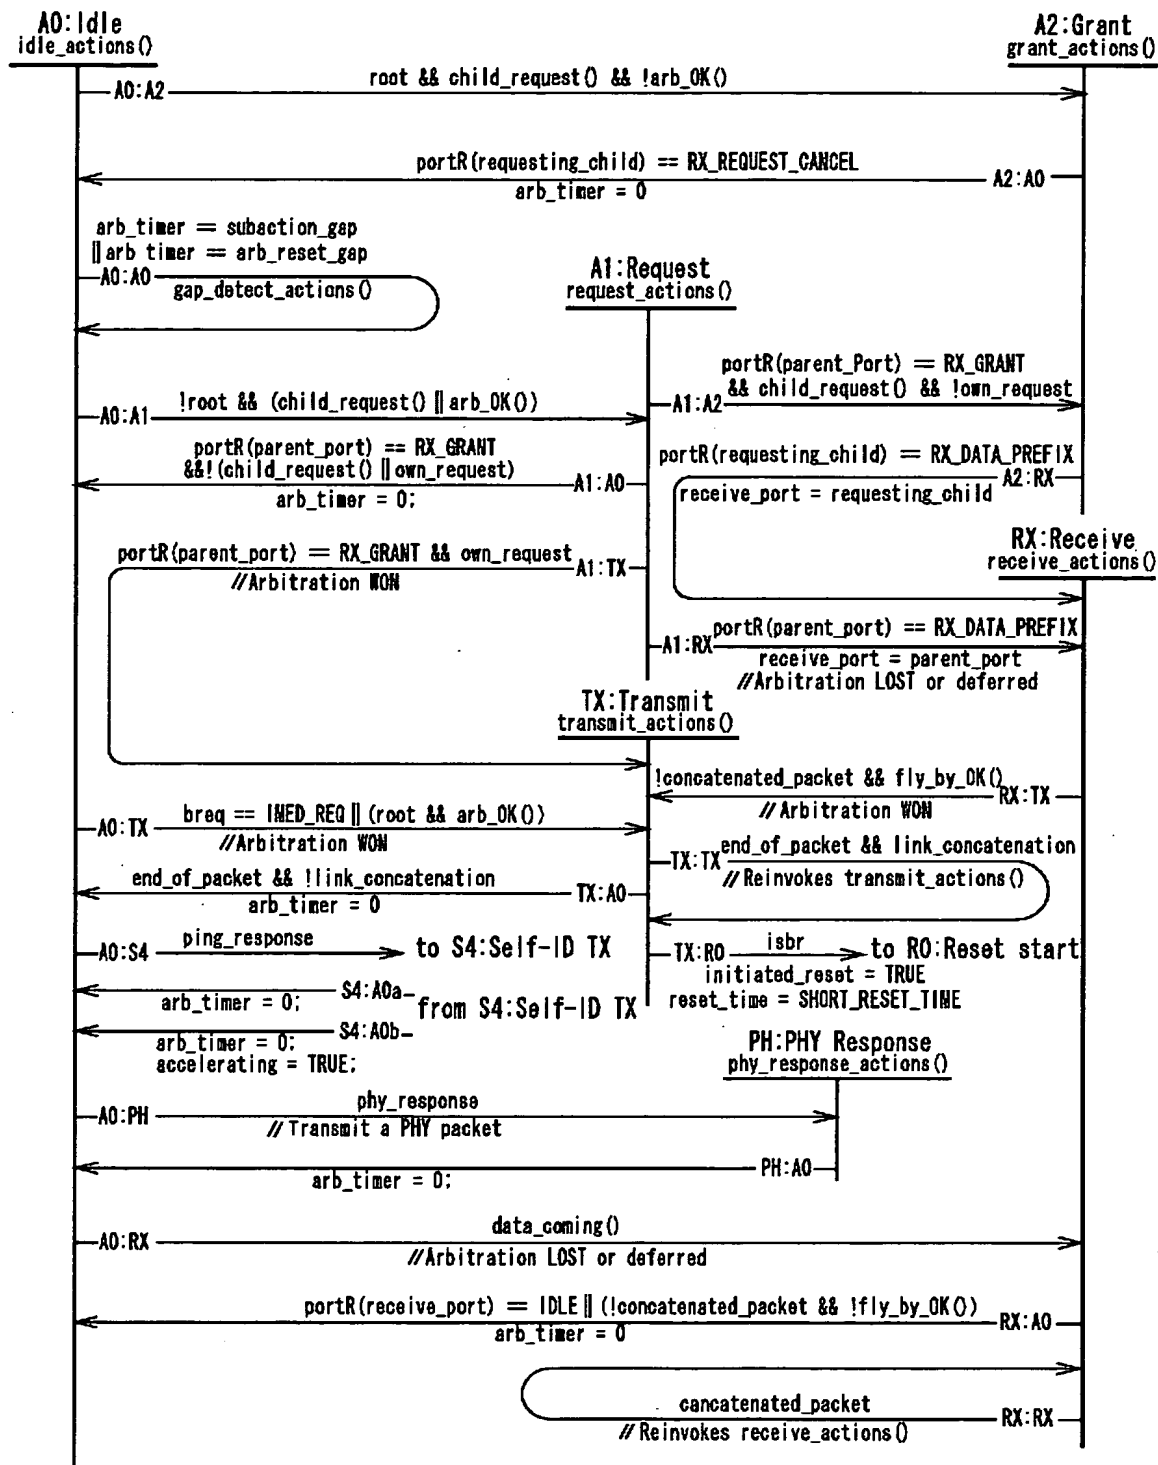 A0:Idle
idle_actions()
A2:Grant
grant_actions()
root && child_request() && !arb_OK()
A0:A2
portR(requesting_child) == RX_REQUEST_CANCEL
A2:A0
arb_timer = 0
arb_timer == subaction_gap
||arb timer == arb_reset_gap
A0:A0
gap_detect_actions()
A1:Request
request_actions()
portR(parent_Port) == RX_GRANT
&& child_request() && !own_request
A1:A2
!root && (child_request() || arb_OK())
A0:A1
portR(parent_port) == RX_GRANT
&&!(child_request() || own_request)
A1:A0
arb_timer = 0;
portR(requesting_child) == RX_DATA_PREFIX
A2:RX
receive_port = requesting_child
RX:Receive
receive_actions()
portR(parent_port) == RX_GRANT && own_request
A1:TX
//Arbitration WON
portR(parent_port) == RX_DATA_PREFIX
A1:RX
receive_port = parent_port
//Arbitration LOST or deferred
TX:Transmit
transmit_actions()
!concatenated_packet && fly_by_OK()
RX:TX
//Arbitration WON
breq == IMED_REQ || (root && arb_OK())
A0:TX
//Arbitration WON
end_of_packet && link_concatenation
TX:TX
//Reinvokes transmit_actions()
end_of_packet && !link_concatenation
TX:A0
arb_timer = 0
ping_response
A0:S4
to S4:Self-ID TX
isbr
TX:R0
to R0:Reset start
initiated_reset = TRUE
reset_time = SHORT_RESET_TIME
S4:A0a
arb_timer = 0;
from S4:Self-ID TX
S4:A0b
arb_timer = 0;
accelerating = TRUE;
PH:PHY Response
phy_response_actions()
phy_response
A0:PH
// Transmit a PHY packet
PH:A0
arb_timer = 0;
data_coming()
A0:RX
//Arbitration LOST or deferred
portR(receive_port) == IDLE || (!concatenated_packet && !fly_by_OK())
RX:A0
arb_timer = 0
cancatenated_packet
RX:RX
// Reinvokes receive_actions()